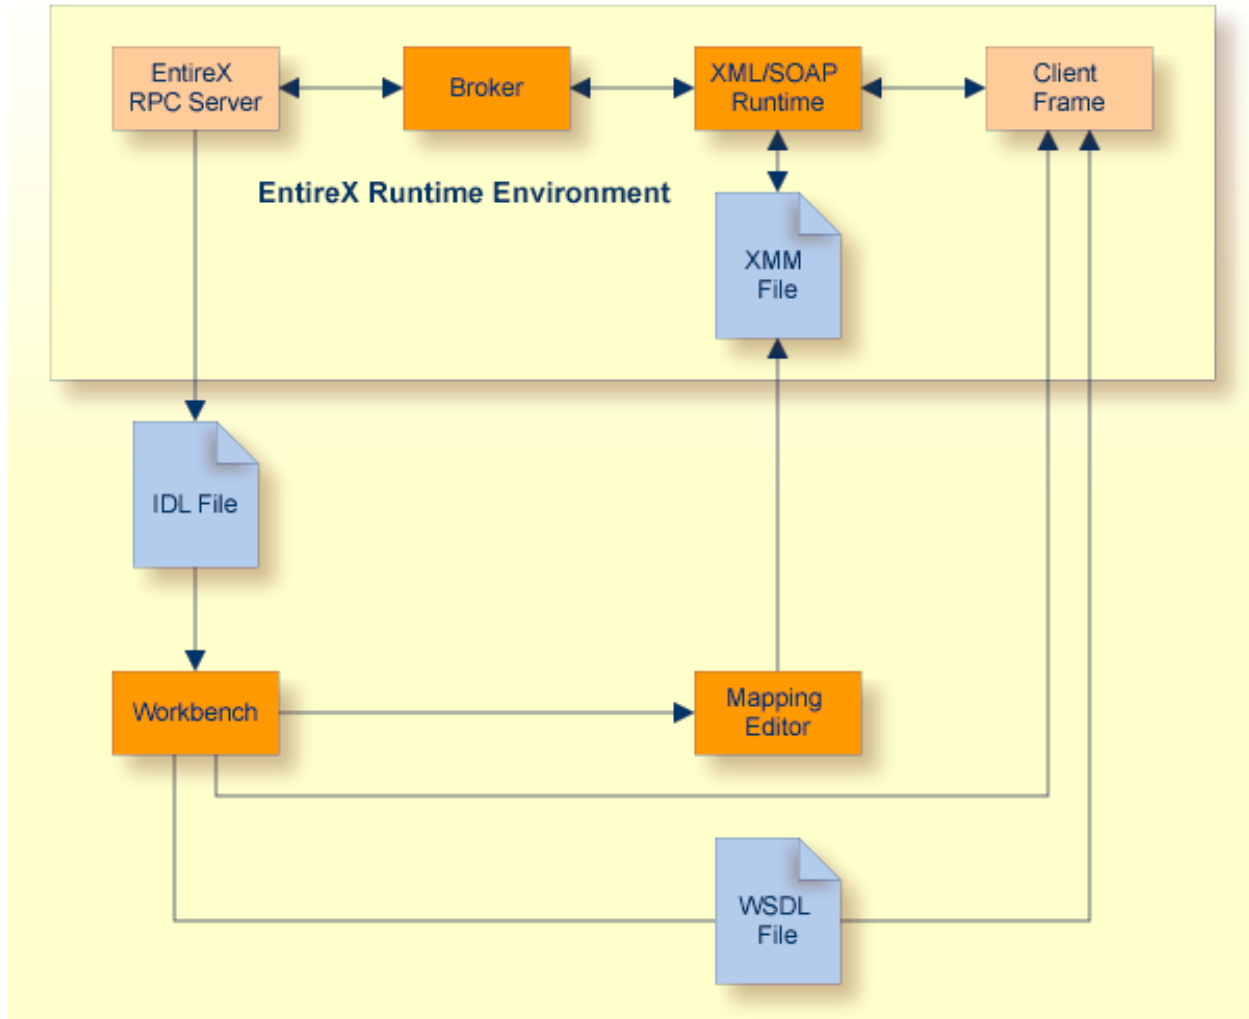 EntireX
RPC Server
Broker
XML/SOAP
Runtime
Client
Frame
EntireX Runtime Environment
XMM
File
IDL File
Workbench
Mapping
Editor
WSDL
File